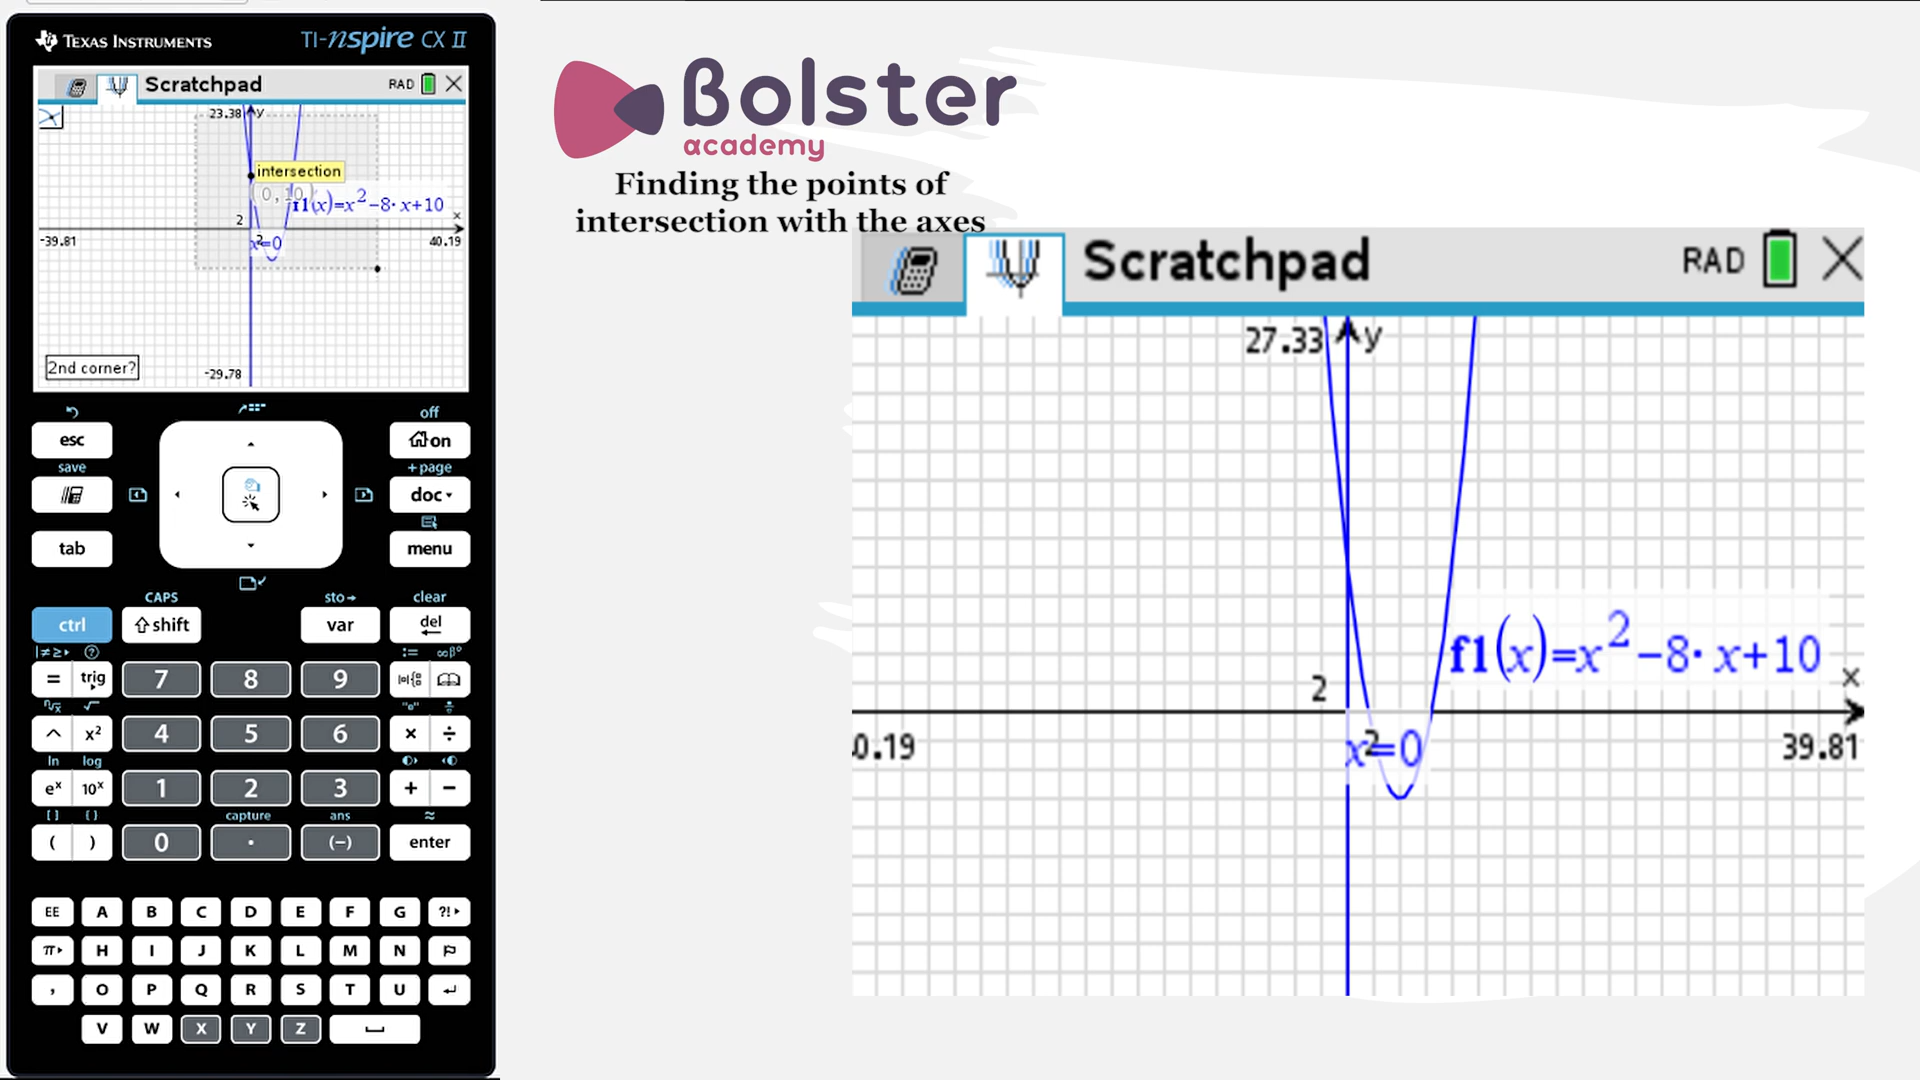 TEXAS INSTRUMENTS TI-nspire CX II
Scratchpad RAD
23.38 y
intersection
(0,10)
f1(x)=x²-8·x+10
2
x
-39.81 2 40.19
x=0
2nd corner?
-29.78
off
esc on
save +page
doc
tab menu
CAPS sto→ clear
ctrl shift var del
|≠≥▸ ? := ∞β°
= trig 7 8 9
ⁿ√x √ "∘" ÷
^ x² 4 5 6 × ÷
ln log
eˣ 10ˣ 1 2 3 + −
[ ] { } capture ans ≈
( ) 0 . (−) enter
EE A B C D E F G ?!▸
π▸ H I J K L M N
, O P Q R S T U ↵
V W X Y Z
βolster
academy
Finding the points of
intersection with the axes
Scratchpad RAD
27.33 y
f1(x)=x²-8·x+10
2
x
0.19 2 39.81
x=0